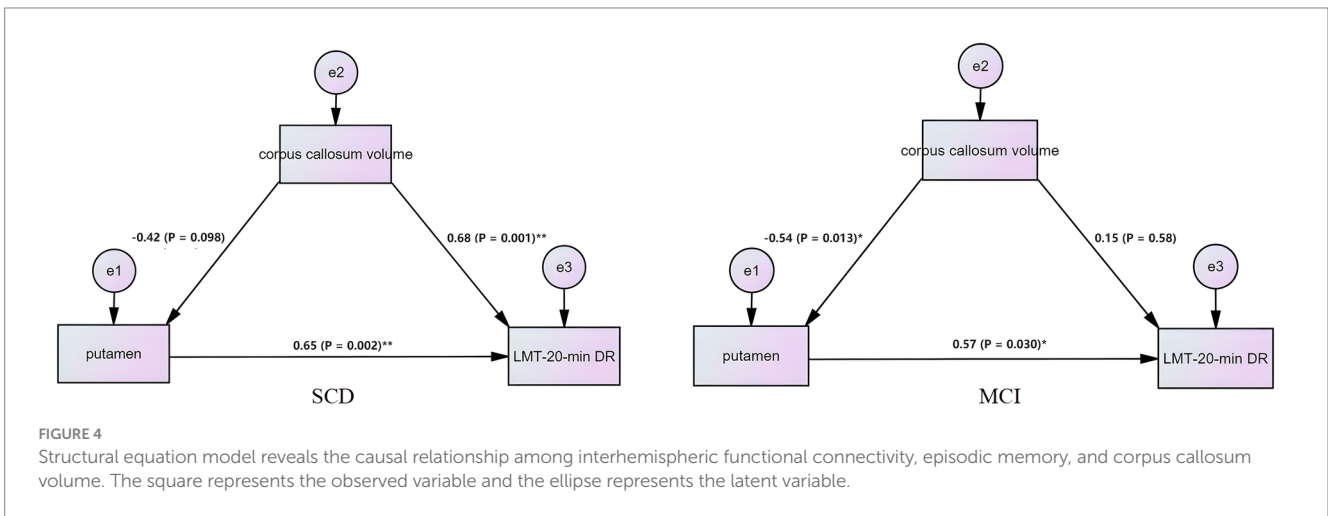 e2
corpus callosum volume
-0.42 (P = 0.098)
0.68 (P = 0.001)**
e1
e3
putamen
0.65 (P = 0.002)**
LMT-20-min DR
SCD
e2
corpus callosum volume
-0.54 (P = 0.013)*
0.15 (P = 0.58)
e1
e3
putamen
0.57 (P = 0.030)*
LMT-20-min DR
MCI
FIGURE 4
Structural equation model reveals the causal relationship among interhemispheric functional connectivity, episodic memory, and corpus callosum
volume. The square represents the observed variable and the ellipse represents the latent variable.